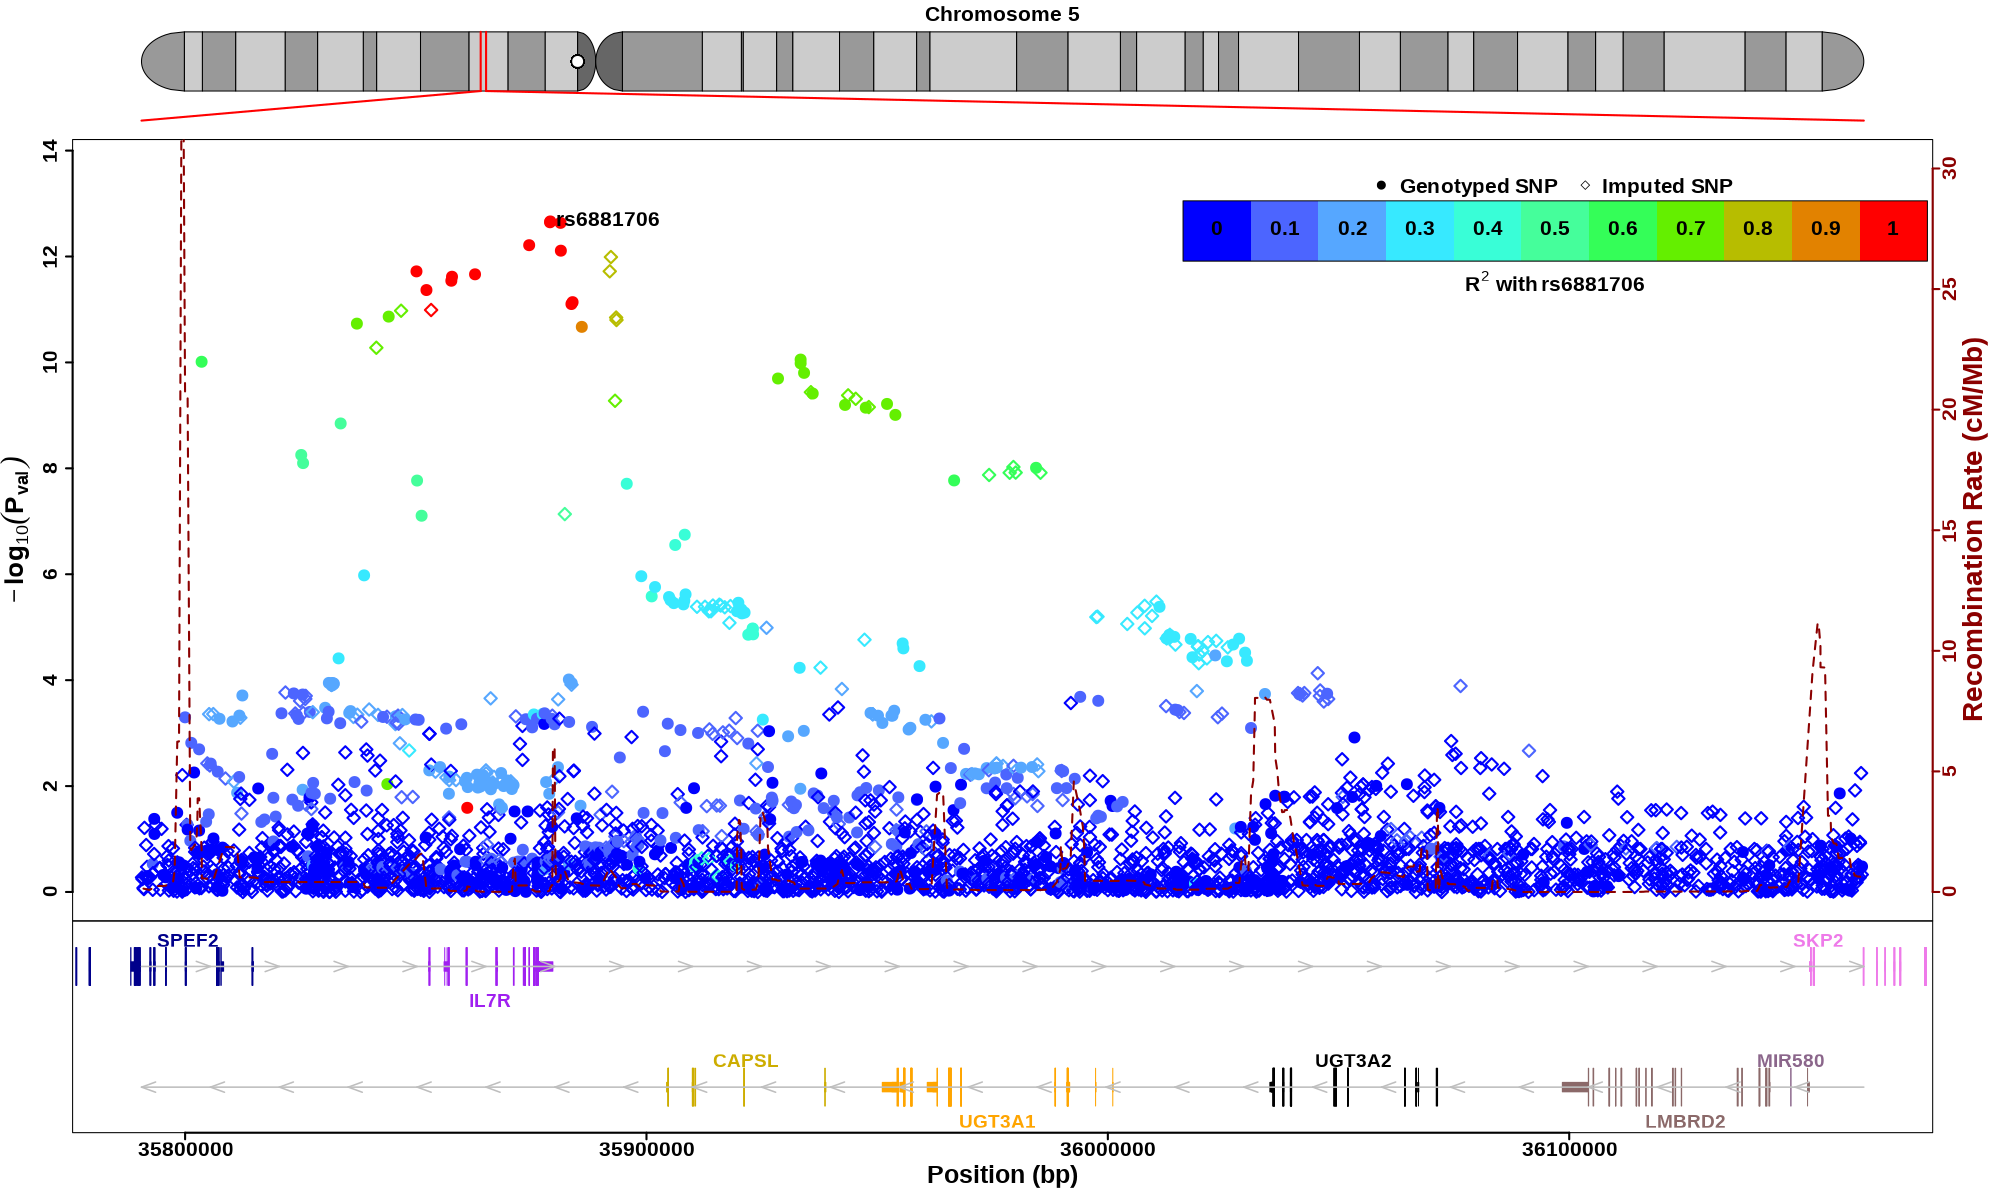 Chromosome 5
rs6881706
Genotyped SNP
Imputed SNP
0 0.1 0.2 0.3 0.4 0.5 0.6 0.7 0.8 0.9 1
R² with rs6881706
−log₁₀(Pval)
14
12
10
8
6
4
2
0
Recombination Rate (cM/Mb)
30
25
20
15
10
5
0
SPEF2
SKP2
IL7R
CAPSL
UGT3A2
MIR580
UGT3A1
LMBRD2
35800000 35900000 36000000 36100000
Position (bp)